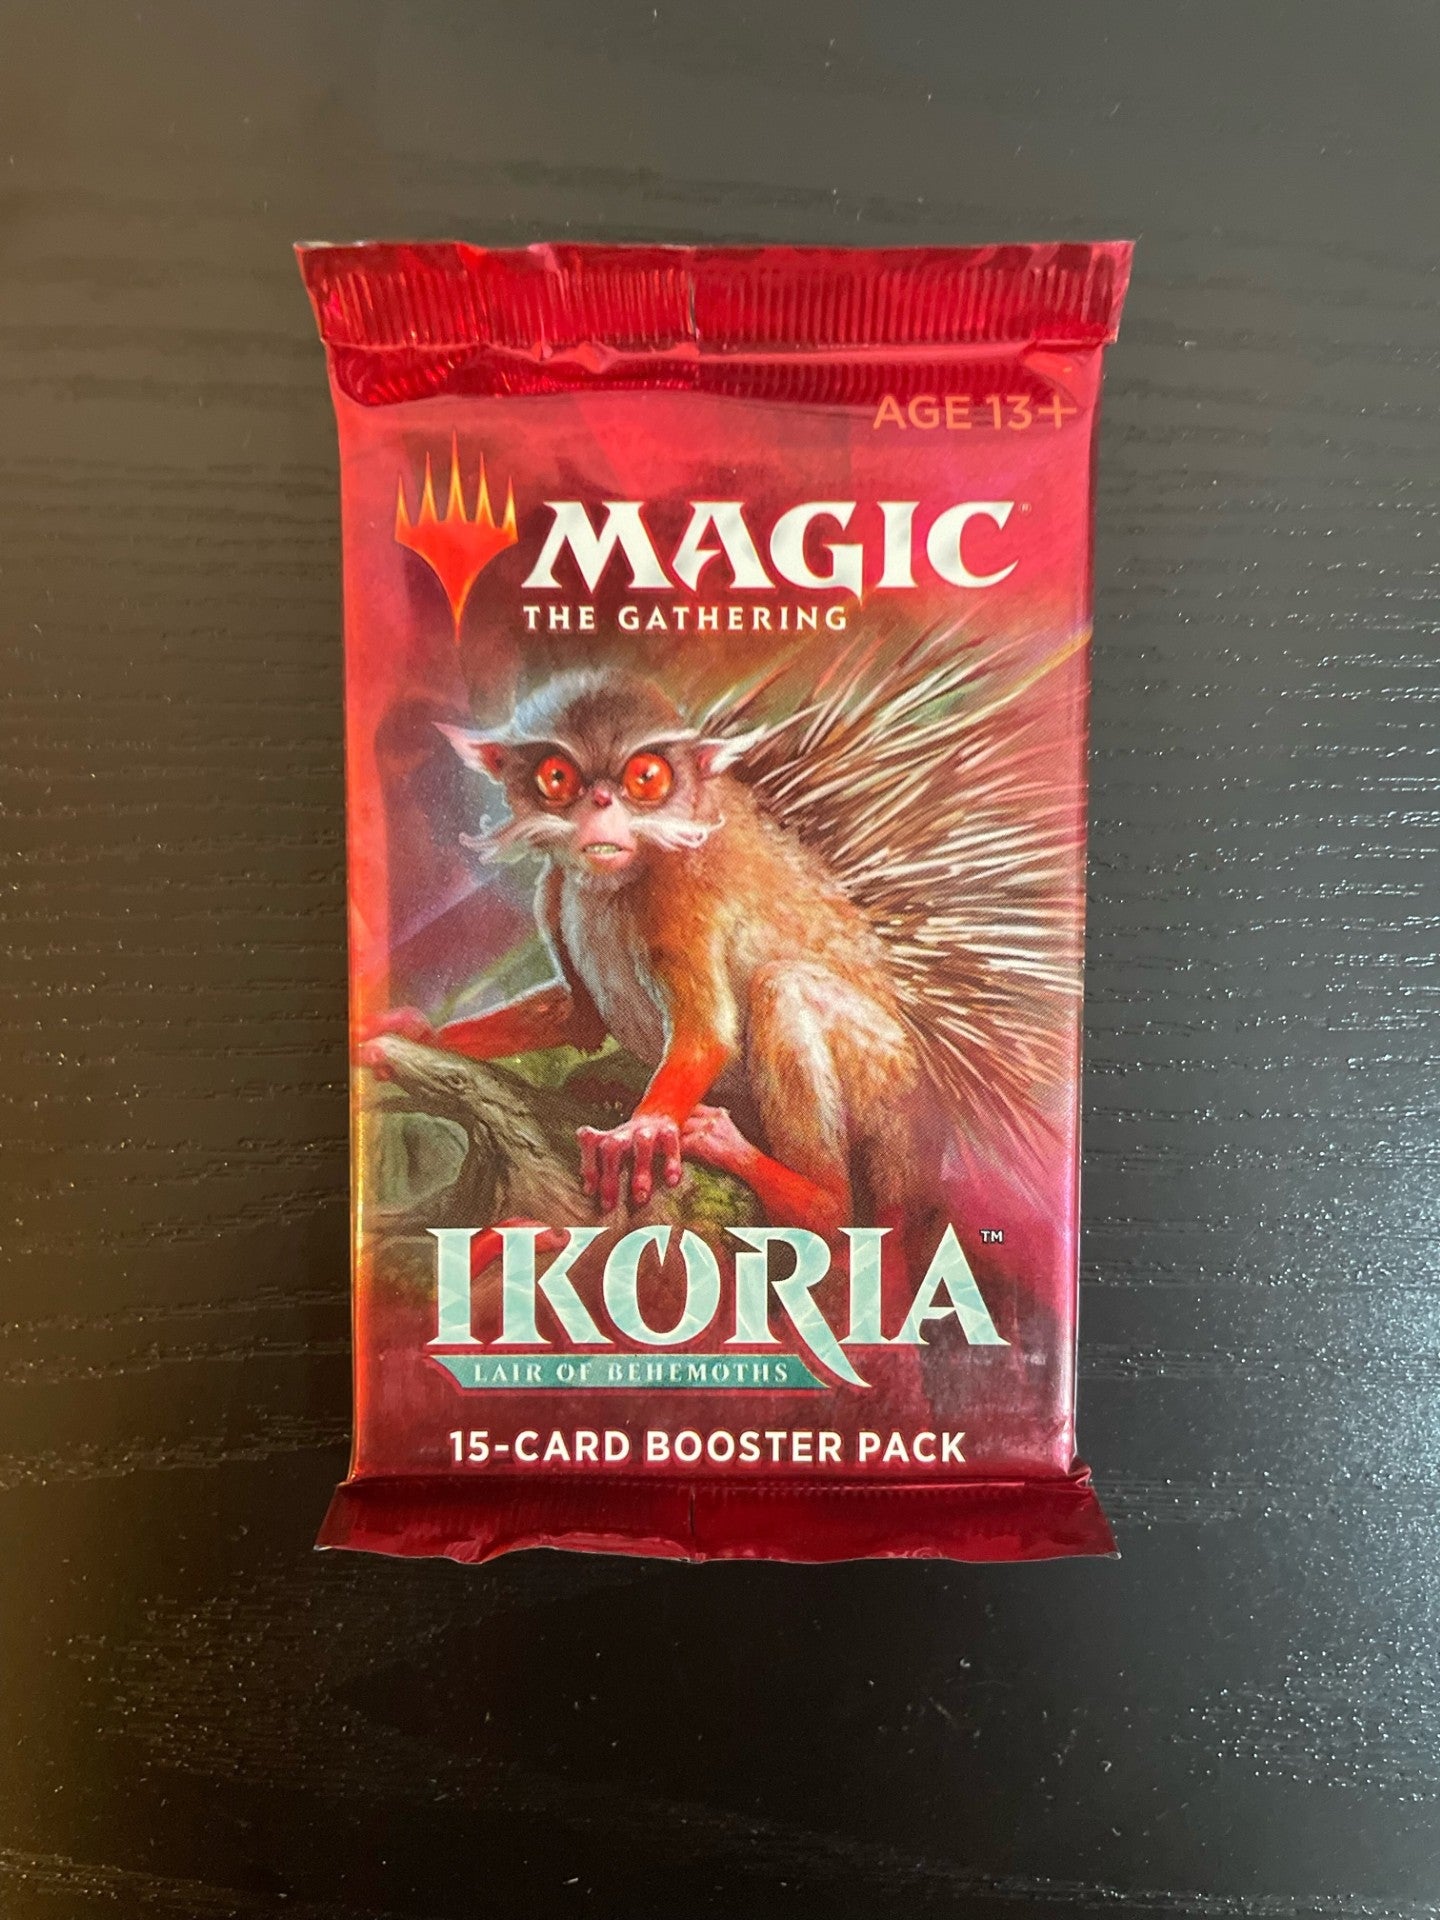 AGE 13+
MAGIC®
THE GATHERING
IKORIA™
LAIR OF BEHEMOTHS
15-CARD BOOSTER PACK